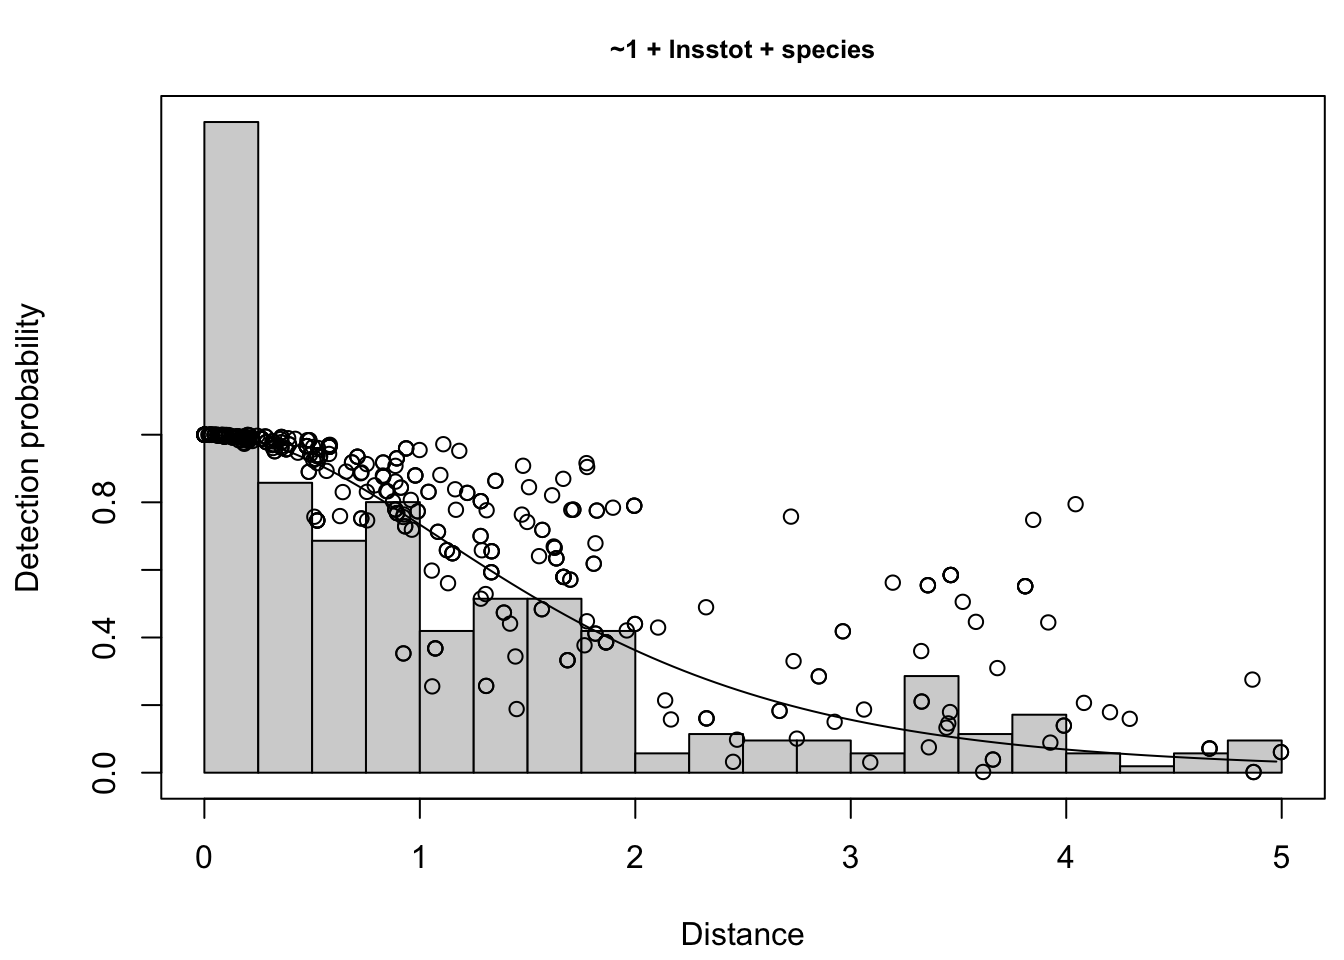 ~1 + lnsstot + species
Detection probability
0.8
0.4
0.0
0 1 2 3 4 5
Distance